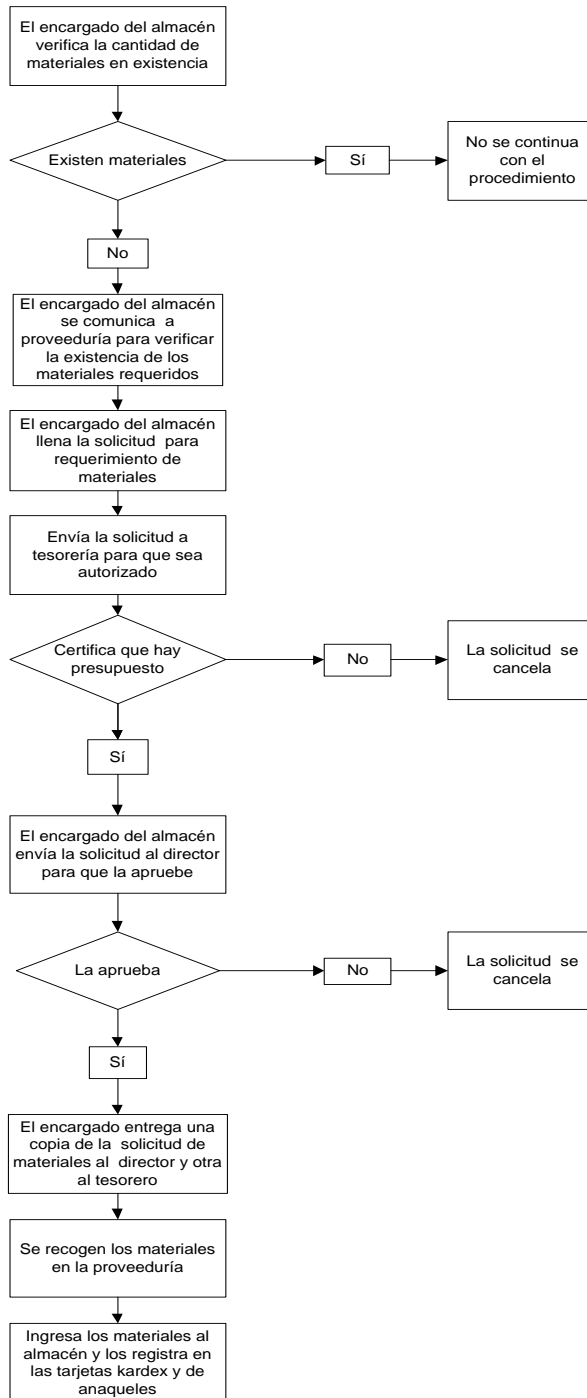 El encargado del almacén
verifica la cantidad de
materiales en existencia
Existen materiales
Sí
No se continua
con el
procedimiento
No
El encargado del almacén
se comunica a
proveeduría para verificar
la existencia de los
materiales requeridos
El encargado del almacén
llena la solicitud para
requerimiento de
materiales
Envía la solicitud a
tesorería para que sea
autorizado
Certifica que hay
presupuesto
No
La solicitud se
cancela
Sí
El encargado del almacén
envía la solicitud al director
para que la apruebe
La aprueba
No
La solicitud se
cancela
Sí
El encargado entrega una
copia de la solicitud de
materiales al director y otra
al tesorero
Se recogen los materiales
en la proveeduría
Ingresa los materiales al
almacén y los registra en
las tarjetas kardex y de
anaqueles